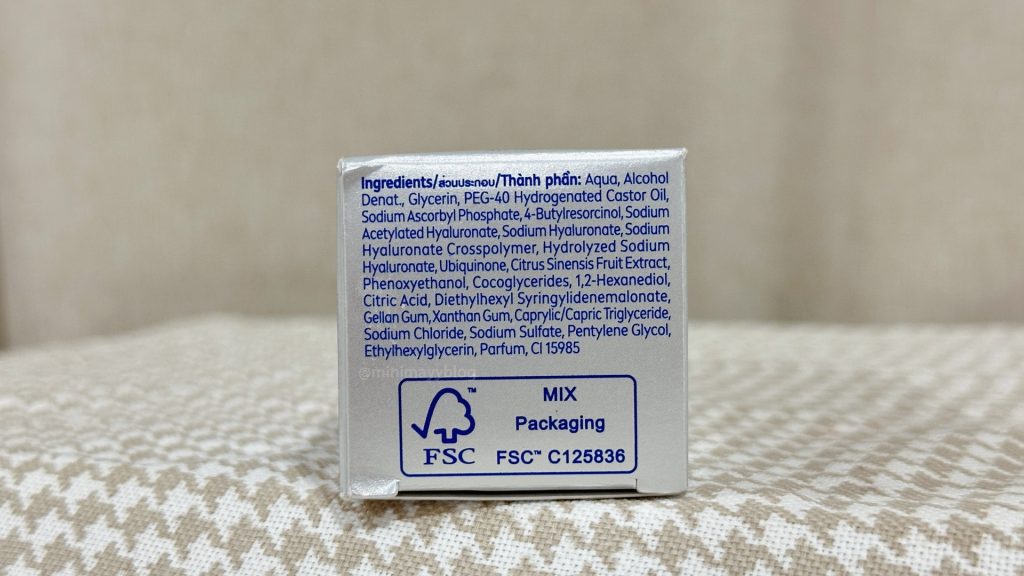 Ingredients/ส่วนประกอบ/Thành phần: Aqua, Alcohol
Denat., Glycerin, PEG-40 Hydrogenated Castor Oil,
Sodium Ascorbyl Phosphate, 4-Butylresorcinol, Sodium
Acetylated Hyaluronate, Sodium Hyaluronate, Sodium
Hyaluronate Crosspolymer, Hydrolyzed Sodium
Hyaluronate, Ubiquinone, Citrus Sinensis Fruit Extract,
Phenoxyethanol, Cocoglycerides, 1,2-Hexanediol,
Citric Acid, Diethylhexyl Syringylidenemalonate,
Gellan Gum, Xanthan Gum, Caprylic/Capric Triglyceride,
Sodium Chloride, Sodium Sulfate, Pentylene Glycol,
Ethylhexylglycerin, Parfum, CI 15985
@mihimayyblog
™
FSC
MIX
Packaging
FSC™ C125836